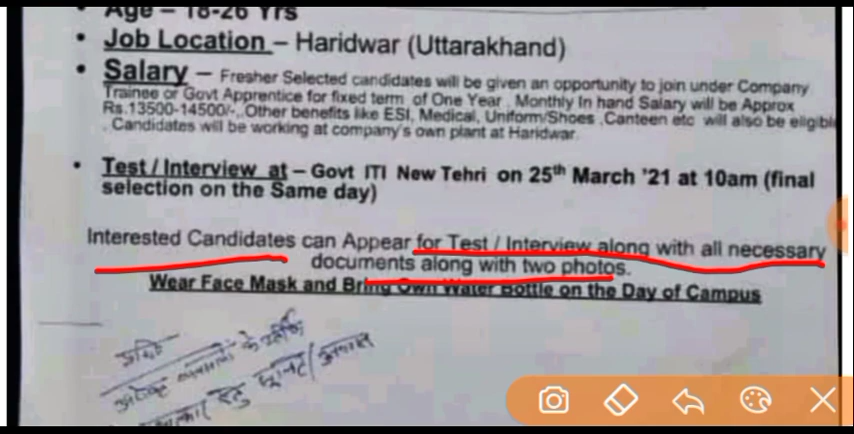 Age – 18-26 Yrs
• Job Location – Haridwar (Uttarakhand)
• Salary – Fresher Selected candidates will be given an opportunity to join under Company
Trainee or Govt Apprentice for fixed term of One Year. Monthly In hand Salary will be Approx
Rs.13500-14500/-,.Other benefits like ESI, Medical, Uniform/Shoes ,Canteen etc will also be eligible
. Candidates will be working at company's own plant at Haridwar.
• Test / Interview at – Govt ITI New Tehri on 25th March '21 at 10am (final
selection on the Same day)
Interested Candidates can Appear for Test / Interview along with all necessary
documents along with two photos.
Wear Face Mask and Bring Own Water Bottle on the Day of Campus
के
हेतु